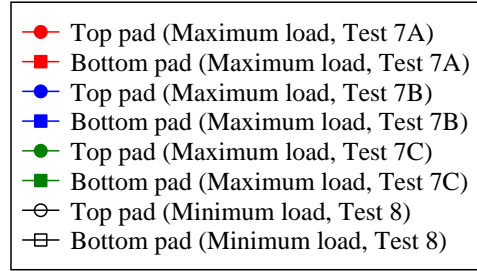 Top pad (Maximum load, Test 7A)
Bottom pad (Maximum load, Test 7A)
Top pad (Maximum load, Test 7B)
Bottom pad (Maximum load, Test 7B)
Top pad (Maximum load, Test 7C)
Bottom pad (Maximum load, Test 7C)
Top pad (Minimum load, Test 8)
Bottom pad (Minimum load, Test 8)